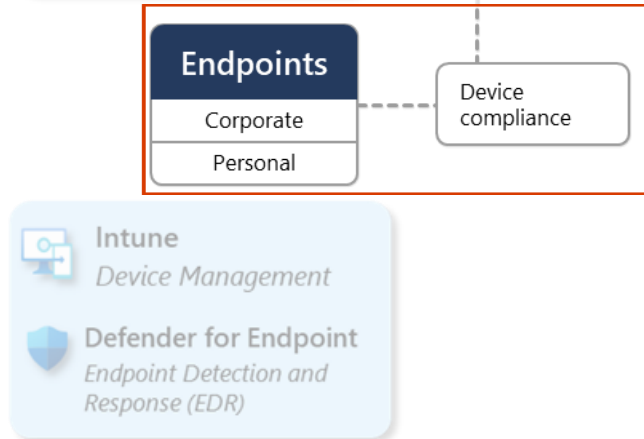 Endpoints
Corporate
Personal
Device
compliance
Intune
Device Management
Defender for Endpoint
Endpoint Detection and
Response (EDR)